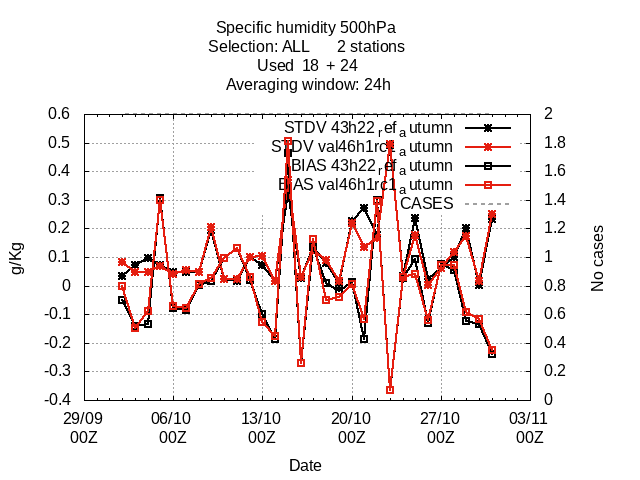 Specific humidity 500hPa
Selection: ALL 2 stations
Used 18 + 24
Averaging window: 24h
0.6
0.5
0.4
0.3
0.2
0.1
0
-0.1
-0.2
-0.3
-0.4
g/Kg
STDV 43h22_ref_autumn
STDV val46h1rc1_autumn
BIAS 43h22_ref_autumn
BIAS val46h1rc1_autumn
CASES
2
1.8
1.6
1.4
1.2
1
0.8
0.6
0.4
0.2
0
No cases
29/09 06/10 13/10 20/10 27/10 03/11
00Z 00Z 00Z 00Z 00Z 00Z
Date